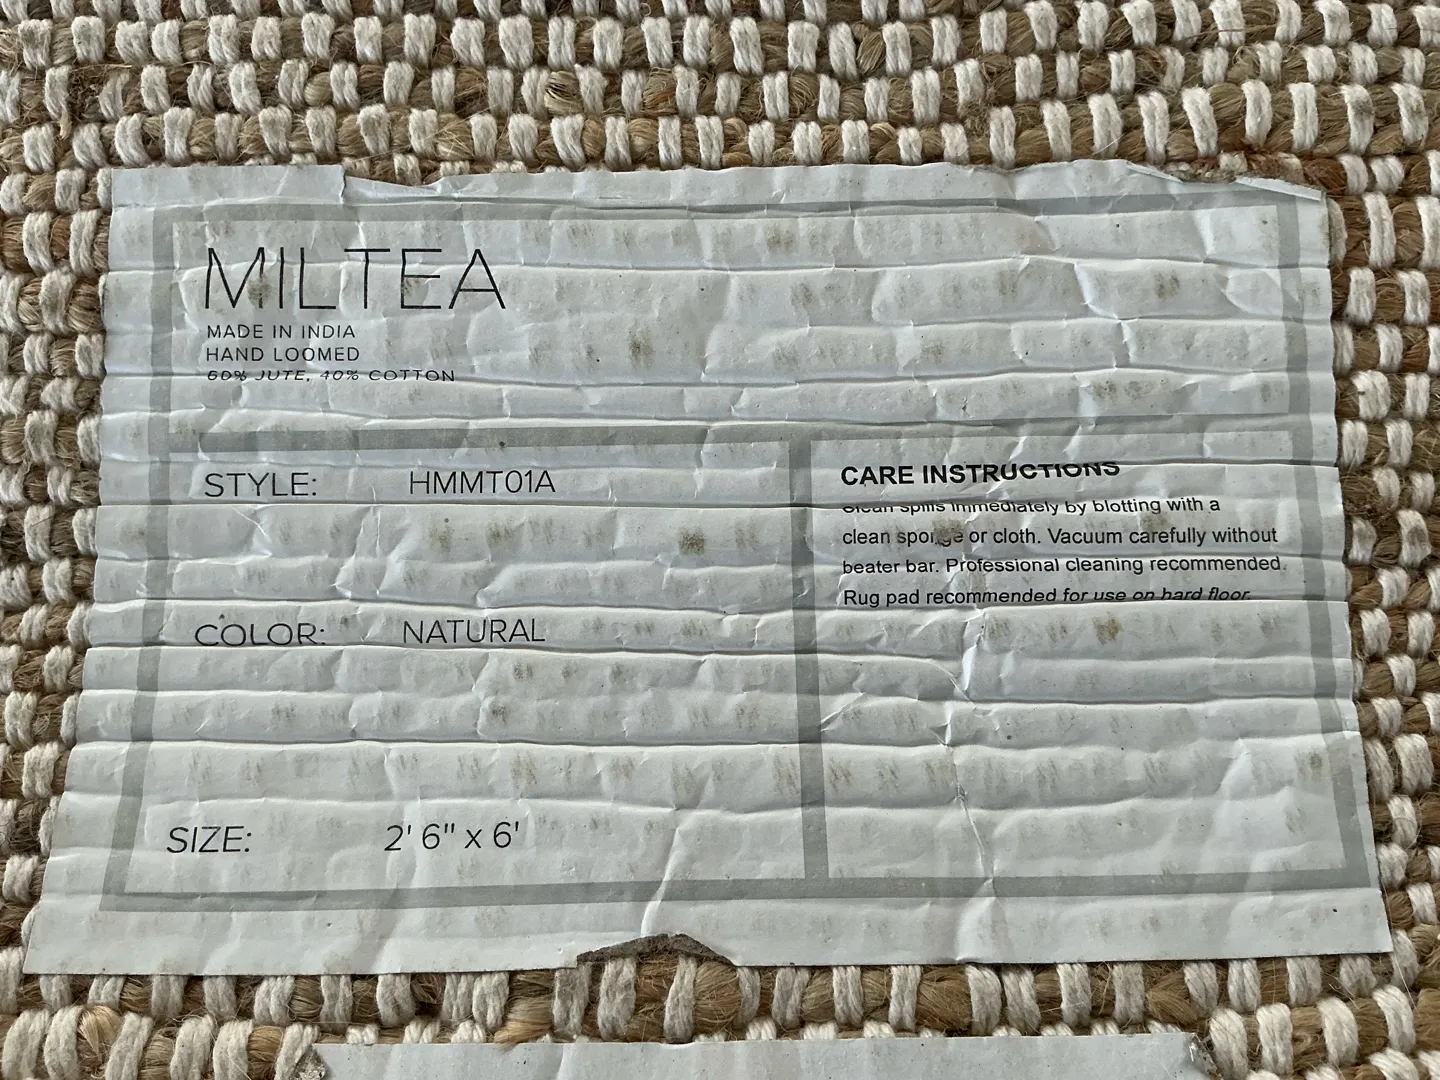 MILTEA
MADE IN INDIA
HAND LOOMED
60% JUTE, 40% COTTON
STYLE: HMMT01A
COLOR: NATURAL
SIZE: 2' 6" x 6'
CARE INSTRUCTIONS
Clean spills immediately by blotting with a
clean sponge or cloth. Vacuum carefully without
beater bar. Professional cleaning recommended.
Rug pad recommended for use on hard floor.